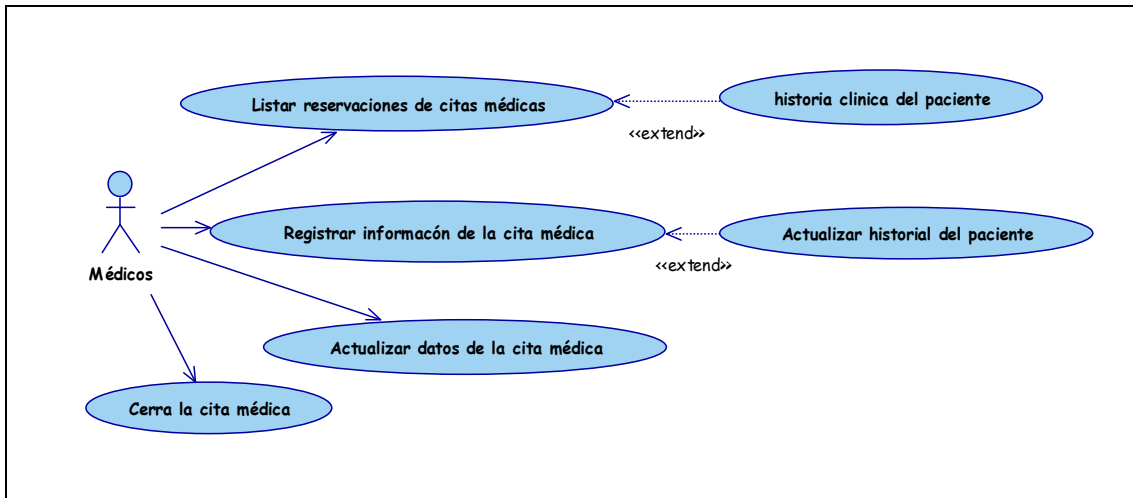 Listar reservaciones de citas médicas
historia clinica del paciente
<<extend>>
Registrar informacón de la cita médica
Actualizar historial del paciente
<<extend>>
Médicos
Actualizar datos de la cita médica
Cerra la cita médica